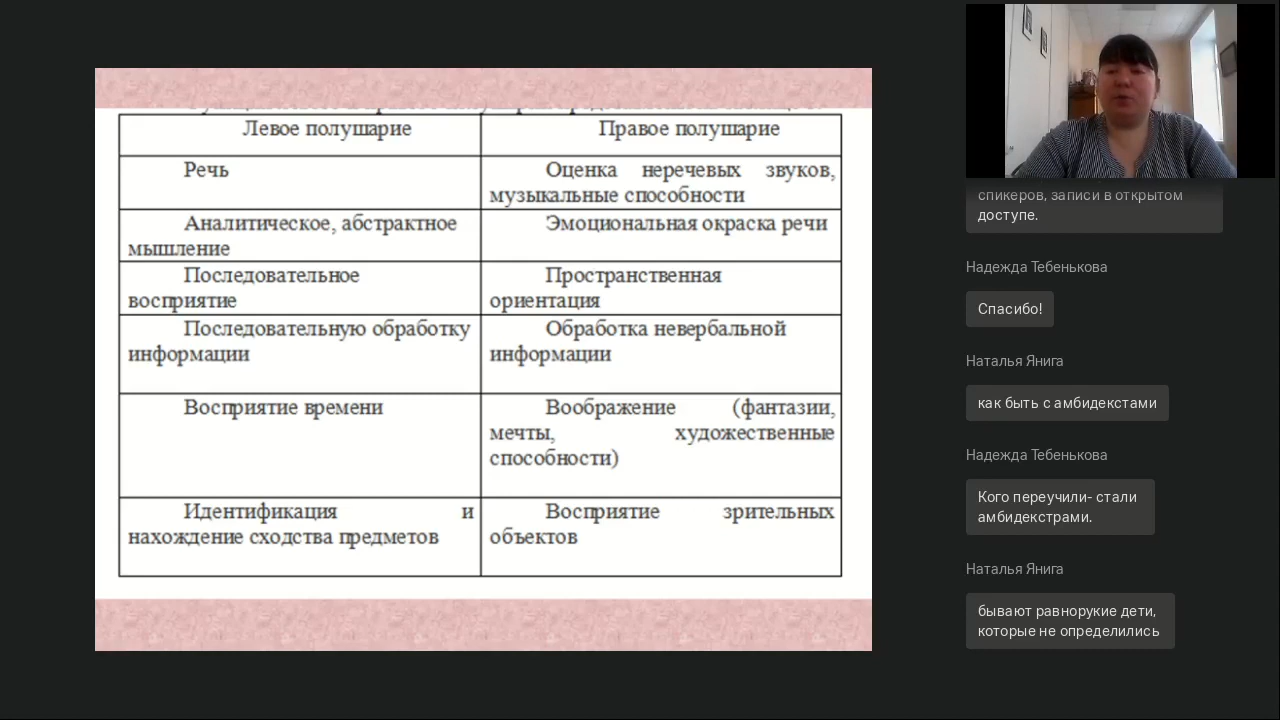 Левое полушарие
Правое полушарие
Речь
Оценка неречевых звуков,
музыкальные способности
Аналитическое, абстрактное
мышление
Эмоциональная окраска речи
Последовательное
восприятие
Пространственная
ориентация
Последовательную обработку
информации
Обработка невербальной
информации
Восприятие времени
Воображение (фантазии,
мечты, художественные
способности)
Идентификация и
нахождение сходства предметов
Восприятие зрительных
объектов
спикеров, записи в открытом
доступе.
Надежда Тебенькова
Спасибо!
Наталья Янига
как быть с амбидекстами
Надежда Тебенькова
Кого переучили- стали
амбидекстрами.
Наталья Янига
бывают равнорукие дети,
которые не определились